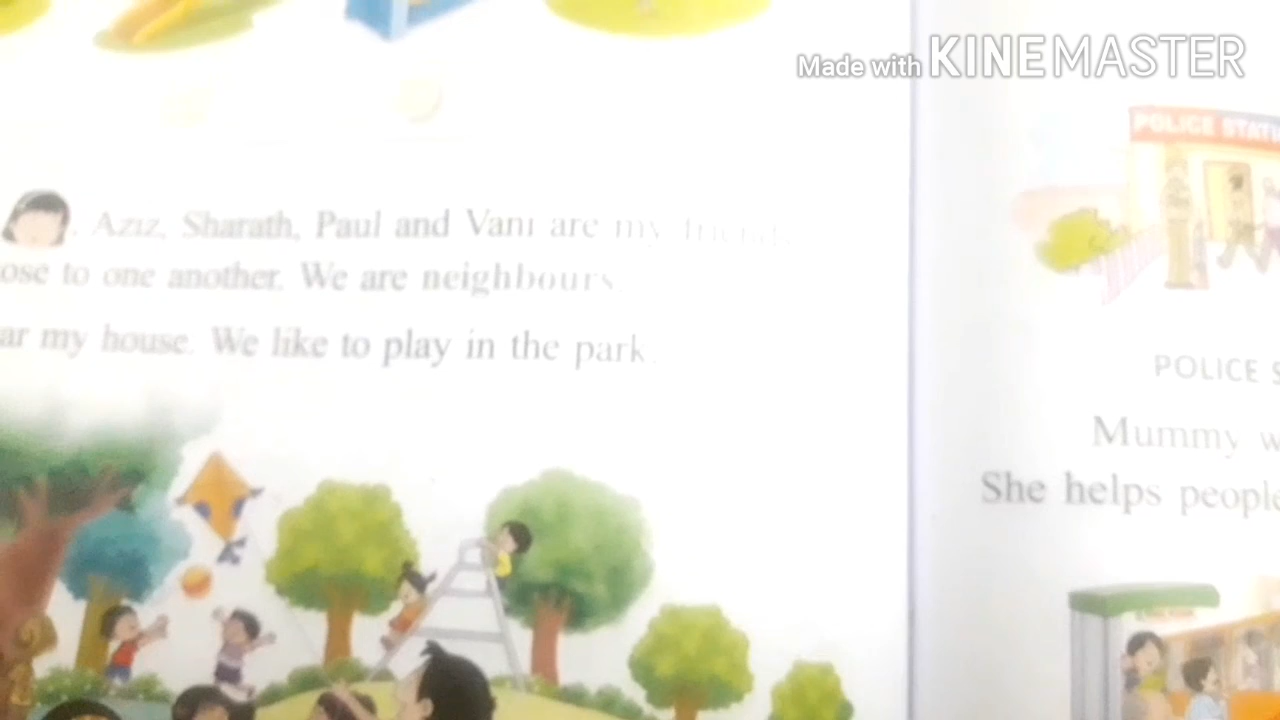 Made with KINEMASTER
POLICE STATI
Aziz, Sharath, Paul and Vani are my friends.
ose to one another. We are neighbours.
ar my house. We like to play in the park.
POLICE S
Mummy w
She helps people